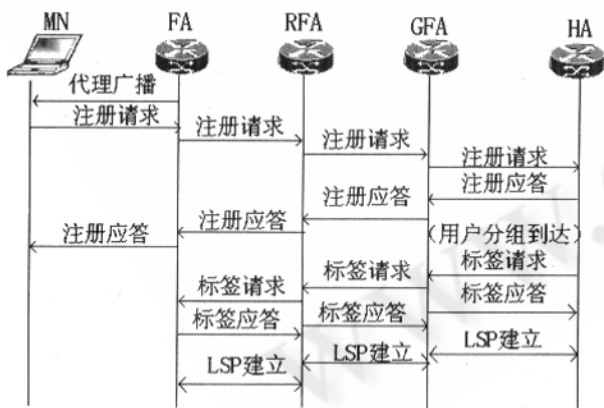 MN FA RFA GFA HA
代理广播
注册请求
注册请求
注册请求
注册请求
注册应答
注册应答
注册应答
注册应答
(用户分组到达)
标签请求
标签请求
标签请求
标签应答
标签应答
标签应答
LSP建立
LSP建立
LSP建立